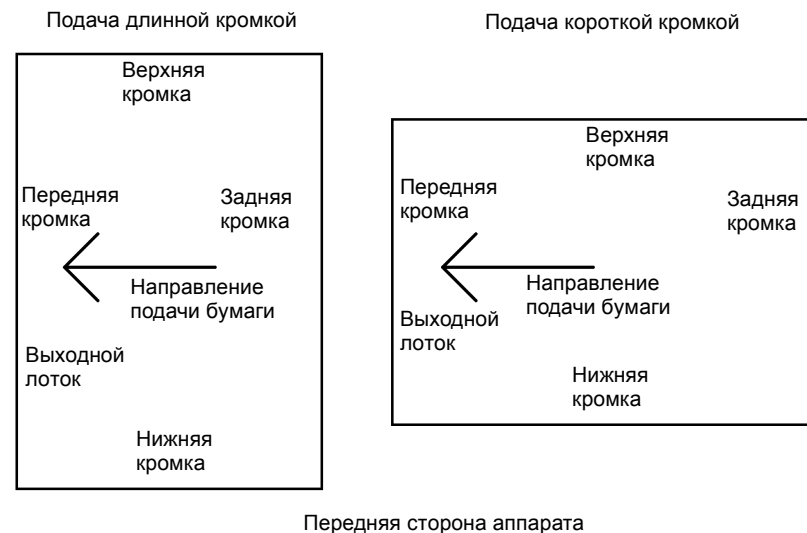 Подача длинной кромкой
Верхняя
кромка
Передняя
кромка
Задняя
кромка
Направление
подачи бумаги
Выходной
лоток
Нижняя
кромка
Подача короткой кромкой
Верхняя
кромка
Передняя
кромка
Задняя
кромка
Направление
подачи бумаги
Выходной
лоток
Нижняя
кромка
Передняя сторона аппарата